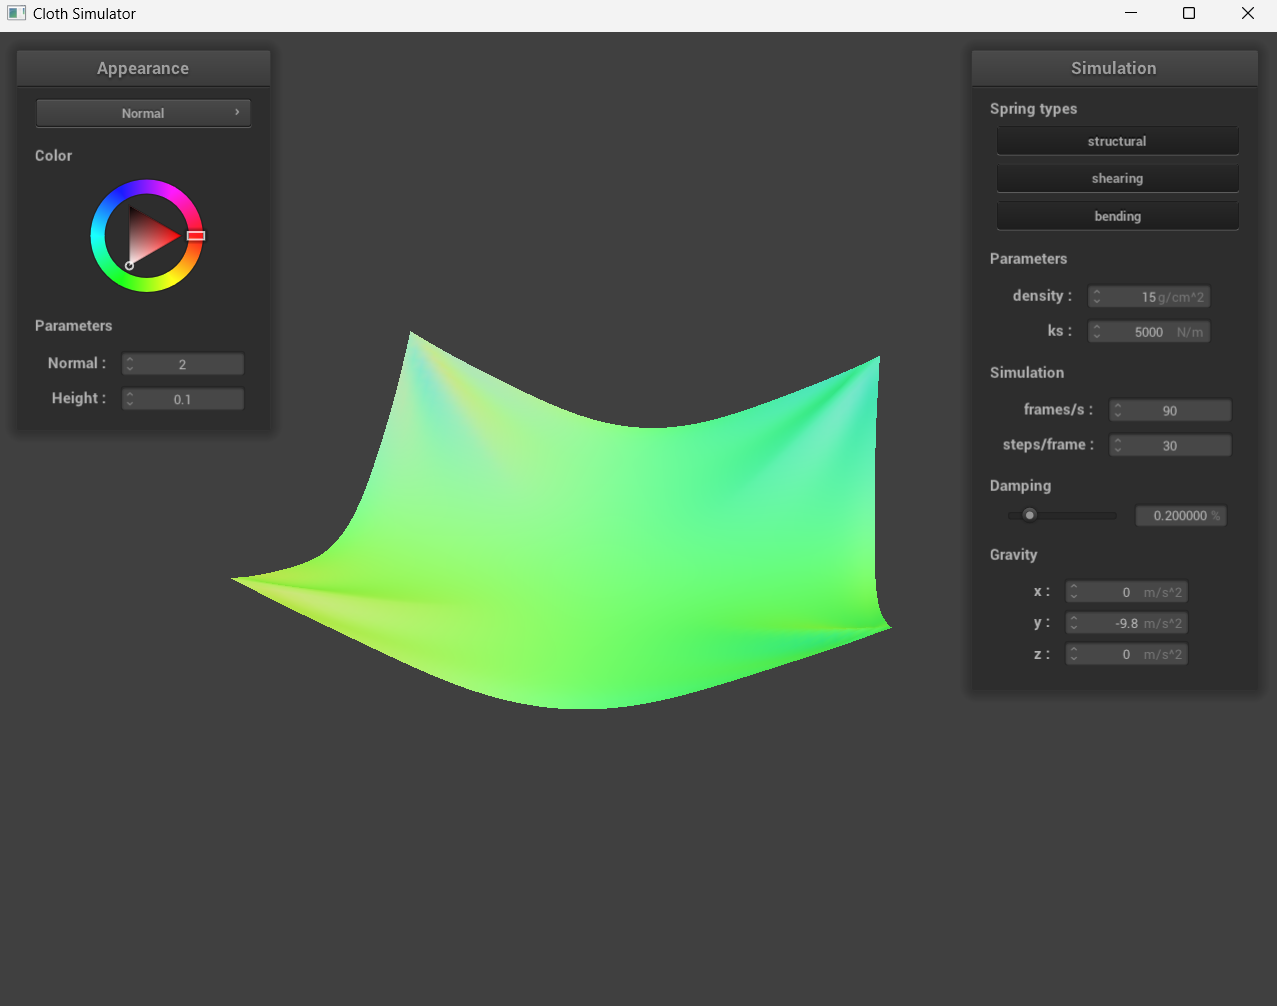 Cloth Simulator
Appearance
Normal
Color
Parameters
Normal : 2
Height : 0.1
Simulation
Spring types
structural
shearing
bending
Parameters
density : 15 g/cm^2
ks : 5000 N/m
Simulation
frames/s : 90
steps/frame : 30
Damping
0.200000 %
Gravity
x : 0 m/s^2
y : -9.8 m/s^2
z : 0 m/s^2